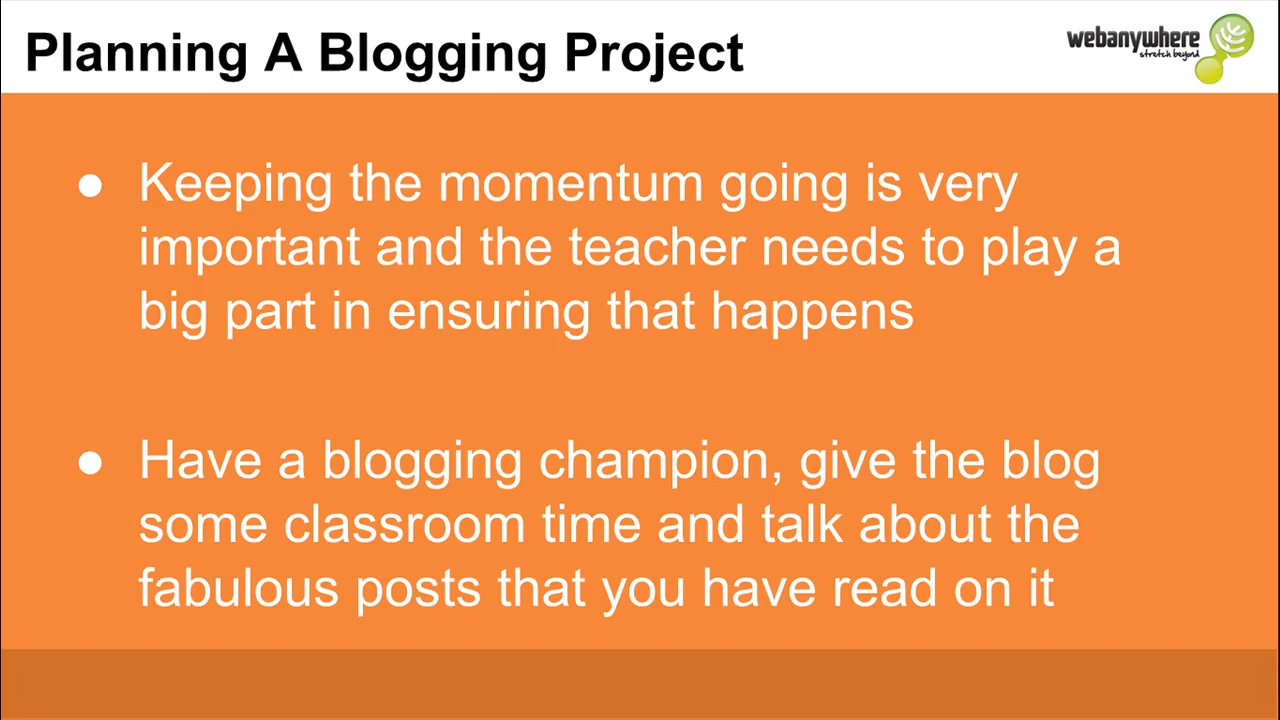 Planning A Blogging Project
webanywhere
stretch beyond
● Keeping the momentum going is very
important and the teacher needs to play a
big part in ensuring that happens
● Have a blogging champion, give the blog
some classroom time and talk about the
fabulous posts that you have read on it